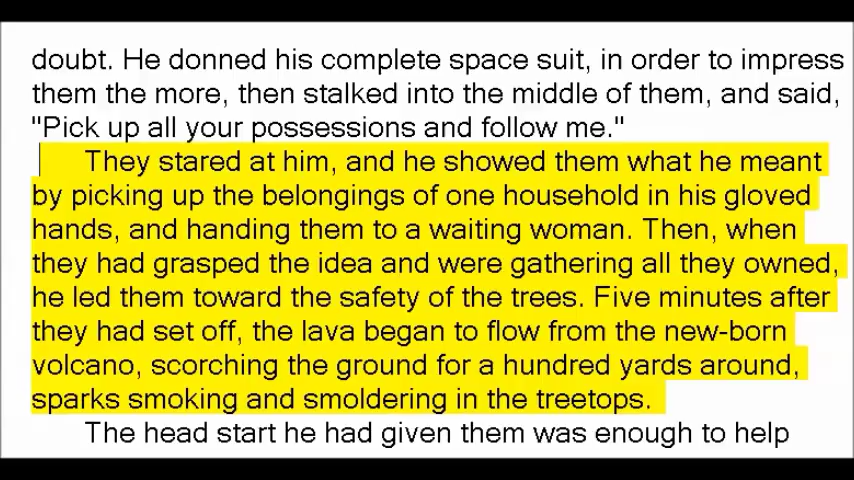 doubt. He donned his complete space suit, in order to impress
them the more, then stalked into the middle of them, and said,
"Pick up all your possessions and follow me."
They stared at him, and he showed them what he meant
by picking up the belongings of one household in his gloved
hands, and handing them to a waiting woman. Then, when
they had grasped the idea and were gathering all they owned,
he led them toward the safety of the trees. Five minutes after
they had set off, the lava began to flow from the new-born
volcano, scorching the ground for a hundred yards around,
sparks smoking and smoldering in the treetops.
The head start he had given them was enough to help